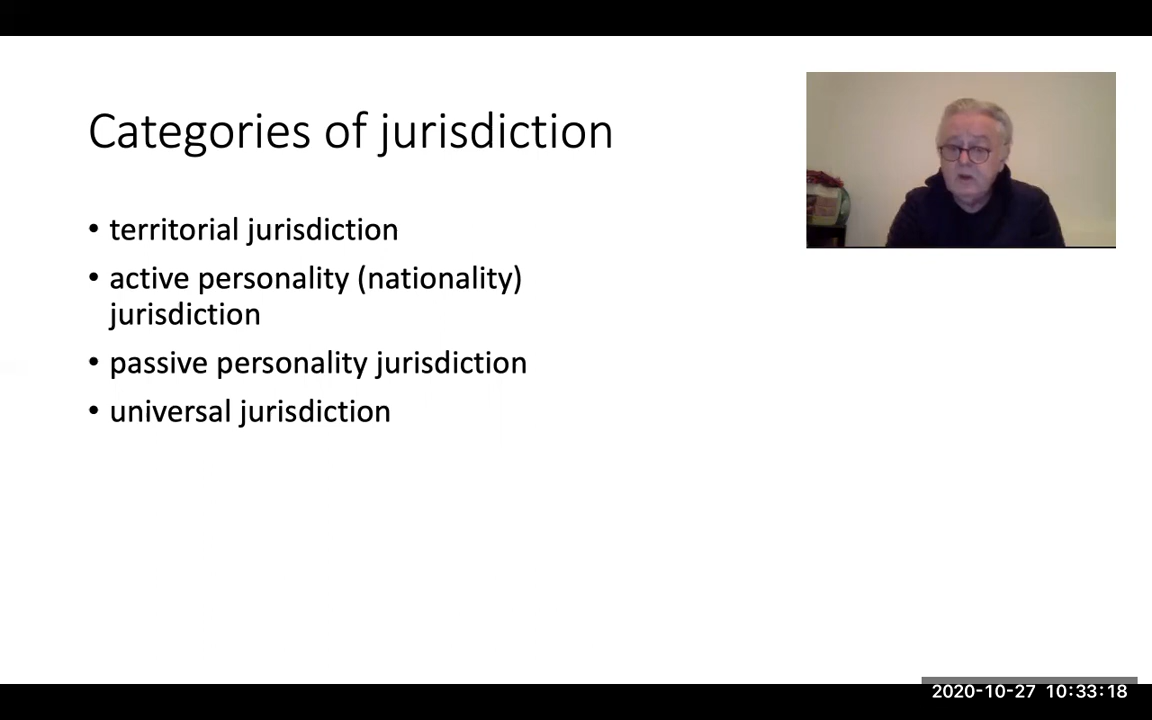 Categories of jurisdiction
• territorial jurisdiction
• active personality (nationality)
jurisdiction
• passive personality jurisdiction
• universal jurisdiction
2020-10-27 10:33:18